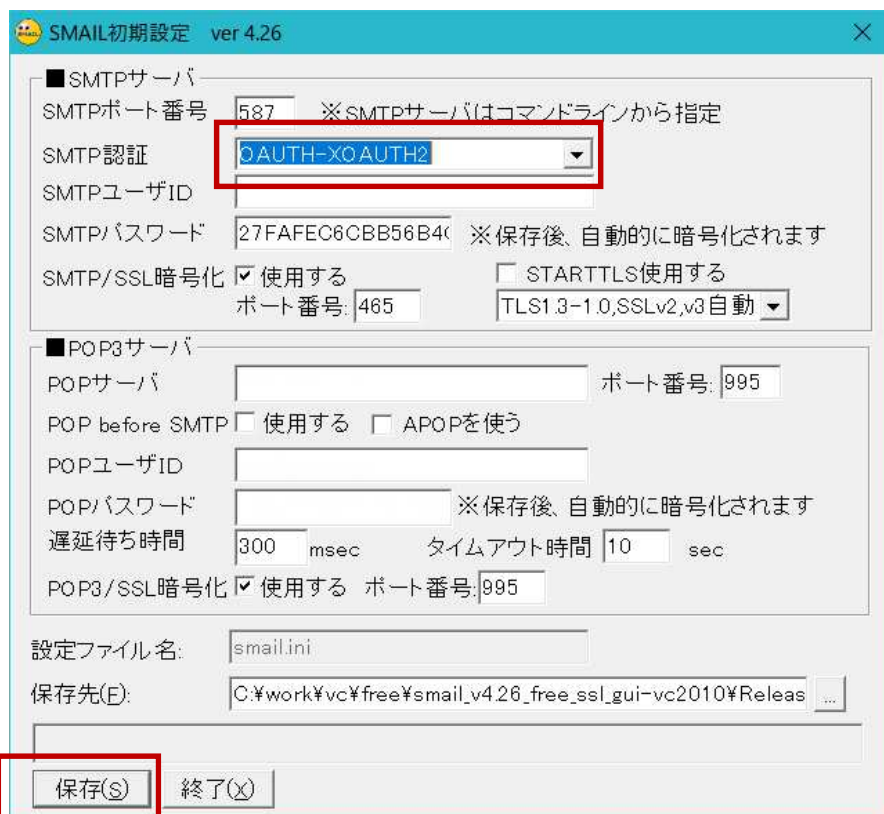 SMAIL初期設定 ver 4.26
■SMTPサーバ
SMTPポート番号 587 ※SMTPサーバはコマンドラインから指定
SMTP認証 OAUTH-XOAUTH2
SMTPユーザID
SMTPパスワード 27FAFEC6CBB56B4 ※保存後、自動的に暗号化されます
SMTP/SSL暗号化 使用する STARTTLS使用する
ポート番号: 465 TLS1.3-1.0,SSLv2,v3自動
■POP3サーバ
POPサーバ ポート番号: 995
POP before SMTP 使用する APOPを使う
POPユーザID
POPパスワード ※保存後、自動的に暗号化されます
遅延待ち時間 300 msec タイムアウト時間 10 sec
POP3/SSL暗号化 使用する ポート番号: 995
設定ファイル名: smail.ini
保存先(F): C:¥work¥vc¥free¥smail_v4.26_free_ssl_gui-vc2010¥Releas ...
保存(S) 終了(X)